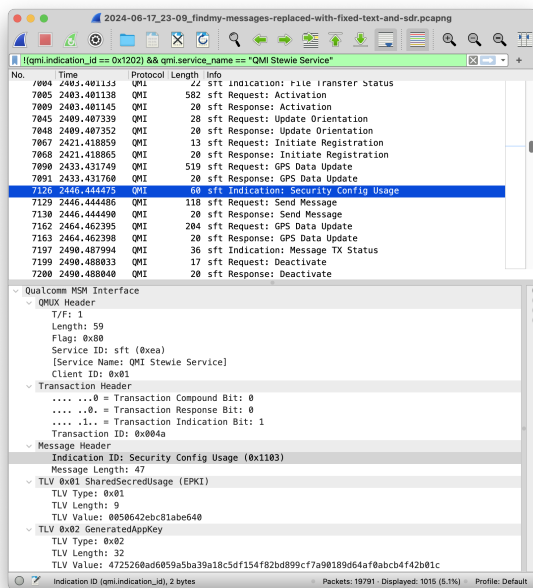 2024-06-17_23-09_findmy-messages-replaced-with-fixed-text-and-sdr.pcapng
!(qmi.indication_id == 0x1202) && qmi.service_name == "QMI Stewie Service"
No. Time Protocol Length Info
7004 2403.401133 QMI 22 sft Indication: File Transfer Status
7005 2403.401138 QMI 582 sft Request: Activation
7009 2403.401145 QMI 20 sft Response: Activation
7045 2409.407339 QMI 28 sft Request: Update Orientation
7048 2409.407352 QMI 20 sft Response: Update Orientation
7067 2421.418859 QMI 13 sft Request: Initiate Registration
7068 2421.418865 QMI 20 sft Response: Initiate Registration
7090 2433.431749 QMI 519 sft Request: GPS Data Update
7091 2433.431760 QMI 20 sft Response: GPS Data Update
7126 2446.444475 QMI 60 sft Indication: Security Config Usage
7129 2446.444486 QMI 118 sft Request: Send Message
7130 2446.444490 QMI 20 sft Response: Send Message
7162 2464.462395 QMI 204 sft Request: GPS Data Update
7163 2464.462398 QMI 20 sft Response: GPS Data Update
7197 2490.487994 QMI 36 sft Indication: Message TX Status
7199 2490.488033 QMI 17 sft Request: Deactivate
7200 2490.488040 QMI 20 sft Response: Deactivate
Qualcomm MSM Interface
QMUX Header
T/F: 1
Length: 59
Flag: 0x80
Service ID: sft (0xea)
[Service Name: QMI Stewie Service]
Client ID: 0x01
Transaction Header
.... ...0 = Transaction Compound Bit: 0
.... ..0. = Transaction Response Bit: 0
.... .1.. = Transaction Indication Bit: 1
Transaction ID: 0x004a
Message Header
Indication ID: Security Config Usage (0x1103)
Message Length: 47
TLV 0x01 SharedSecredUsage (EPKI)
TLV Type: 0x01
TLV Length: 9
TLV Value: 0050642ebc81abe640
TLV 0x02 GeneratedAppKey
TLV Type: 0x02
TLV Length: 32
TLV Value: 4725260ad6059a5ba39a18c5df154f82bd899cf7a90189d64af0abcb4f42b01c
Indication ID (qmi.indication_id), 2 bytes
Packets: 19791 · Displayed: 1015 (5.1%)
Profile: Default